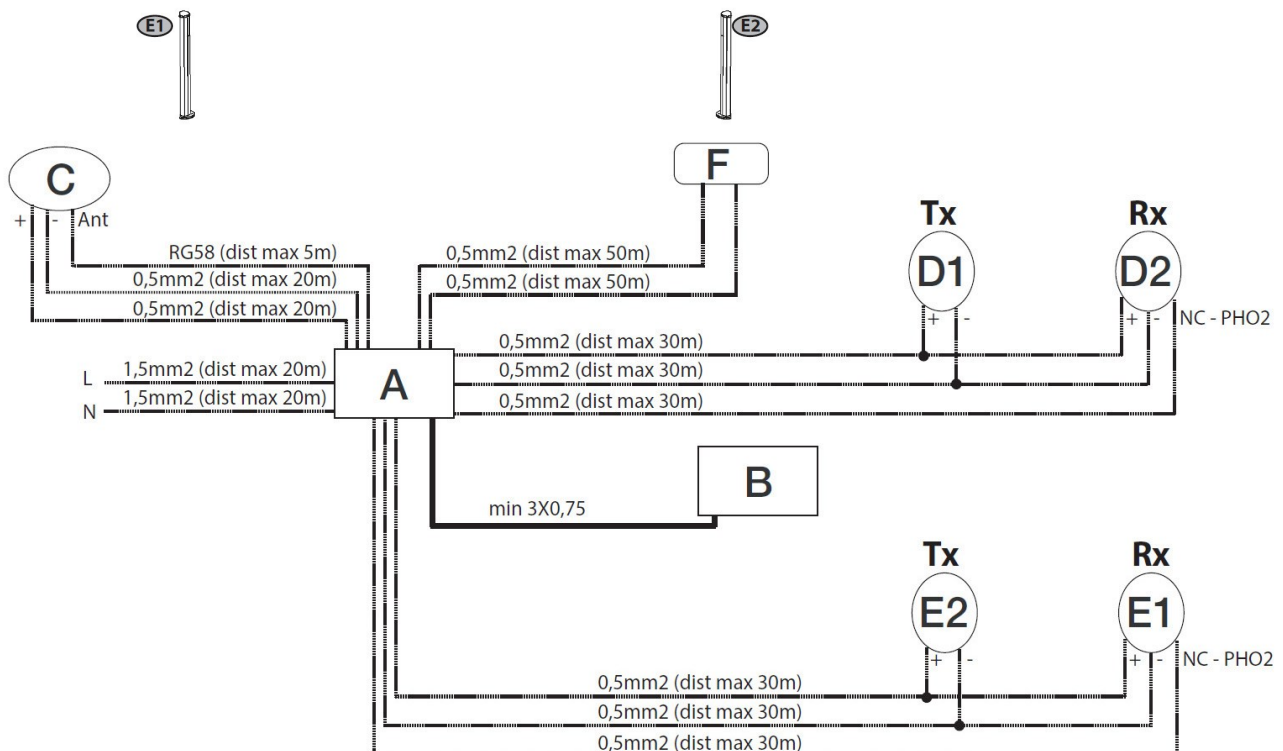 E1
E2
C
F
+ - Ant
Tx
Rx
RG58 (dist max 5m)
0,5mm2 (dist max 50m)
D1
D2
0,5mm2 (dist max 20m)
0,5mm2 (dist max 50m)
0,5mm2 (dist max 20m)
+ -
+ - NC - PHO2
0,5mm2 (dist max 30m)
L 1,5mm2 (dist max 20m)
A
0,5mm2 (dist max 30m)
N 1,5mm2 (dist max 20m)
0,5mm2 (dist max 30m)
B
min 3X0,75
Tx
Rx
E2
E1
+ -
+ - NC - PHO2
0,5mm2 (dist max 30m)
0,5mm2 (dist max 30m)
0,5mm2 (dist max 30m)